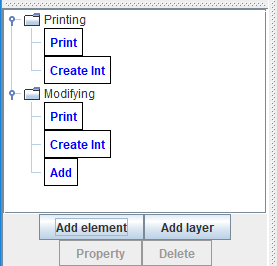 Printing
Print
Create Int
Modifying
Print
Create Int
Add
Add element Add layer
Property Delete